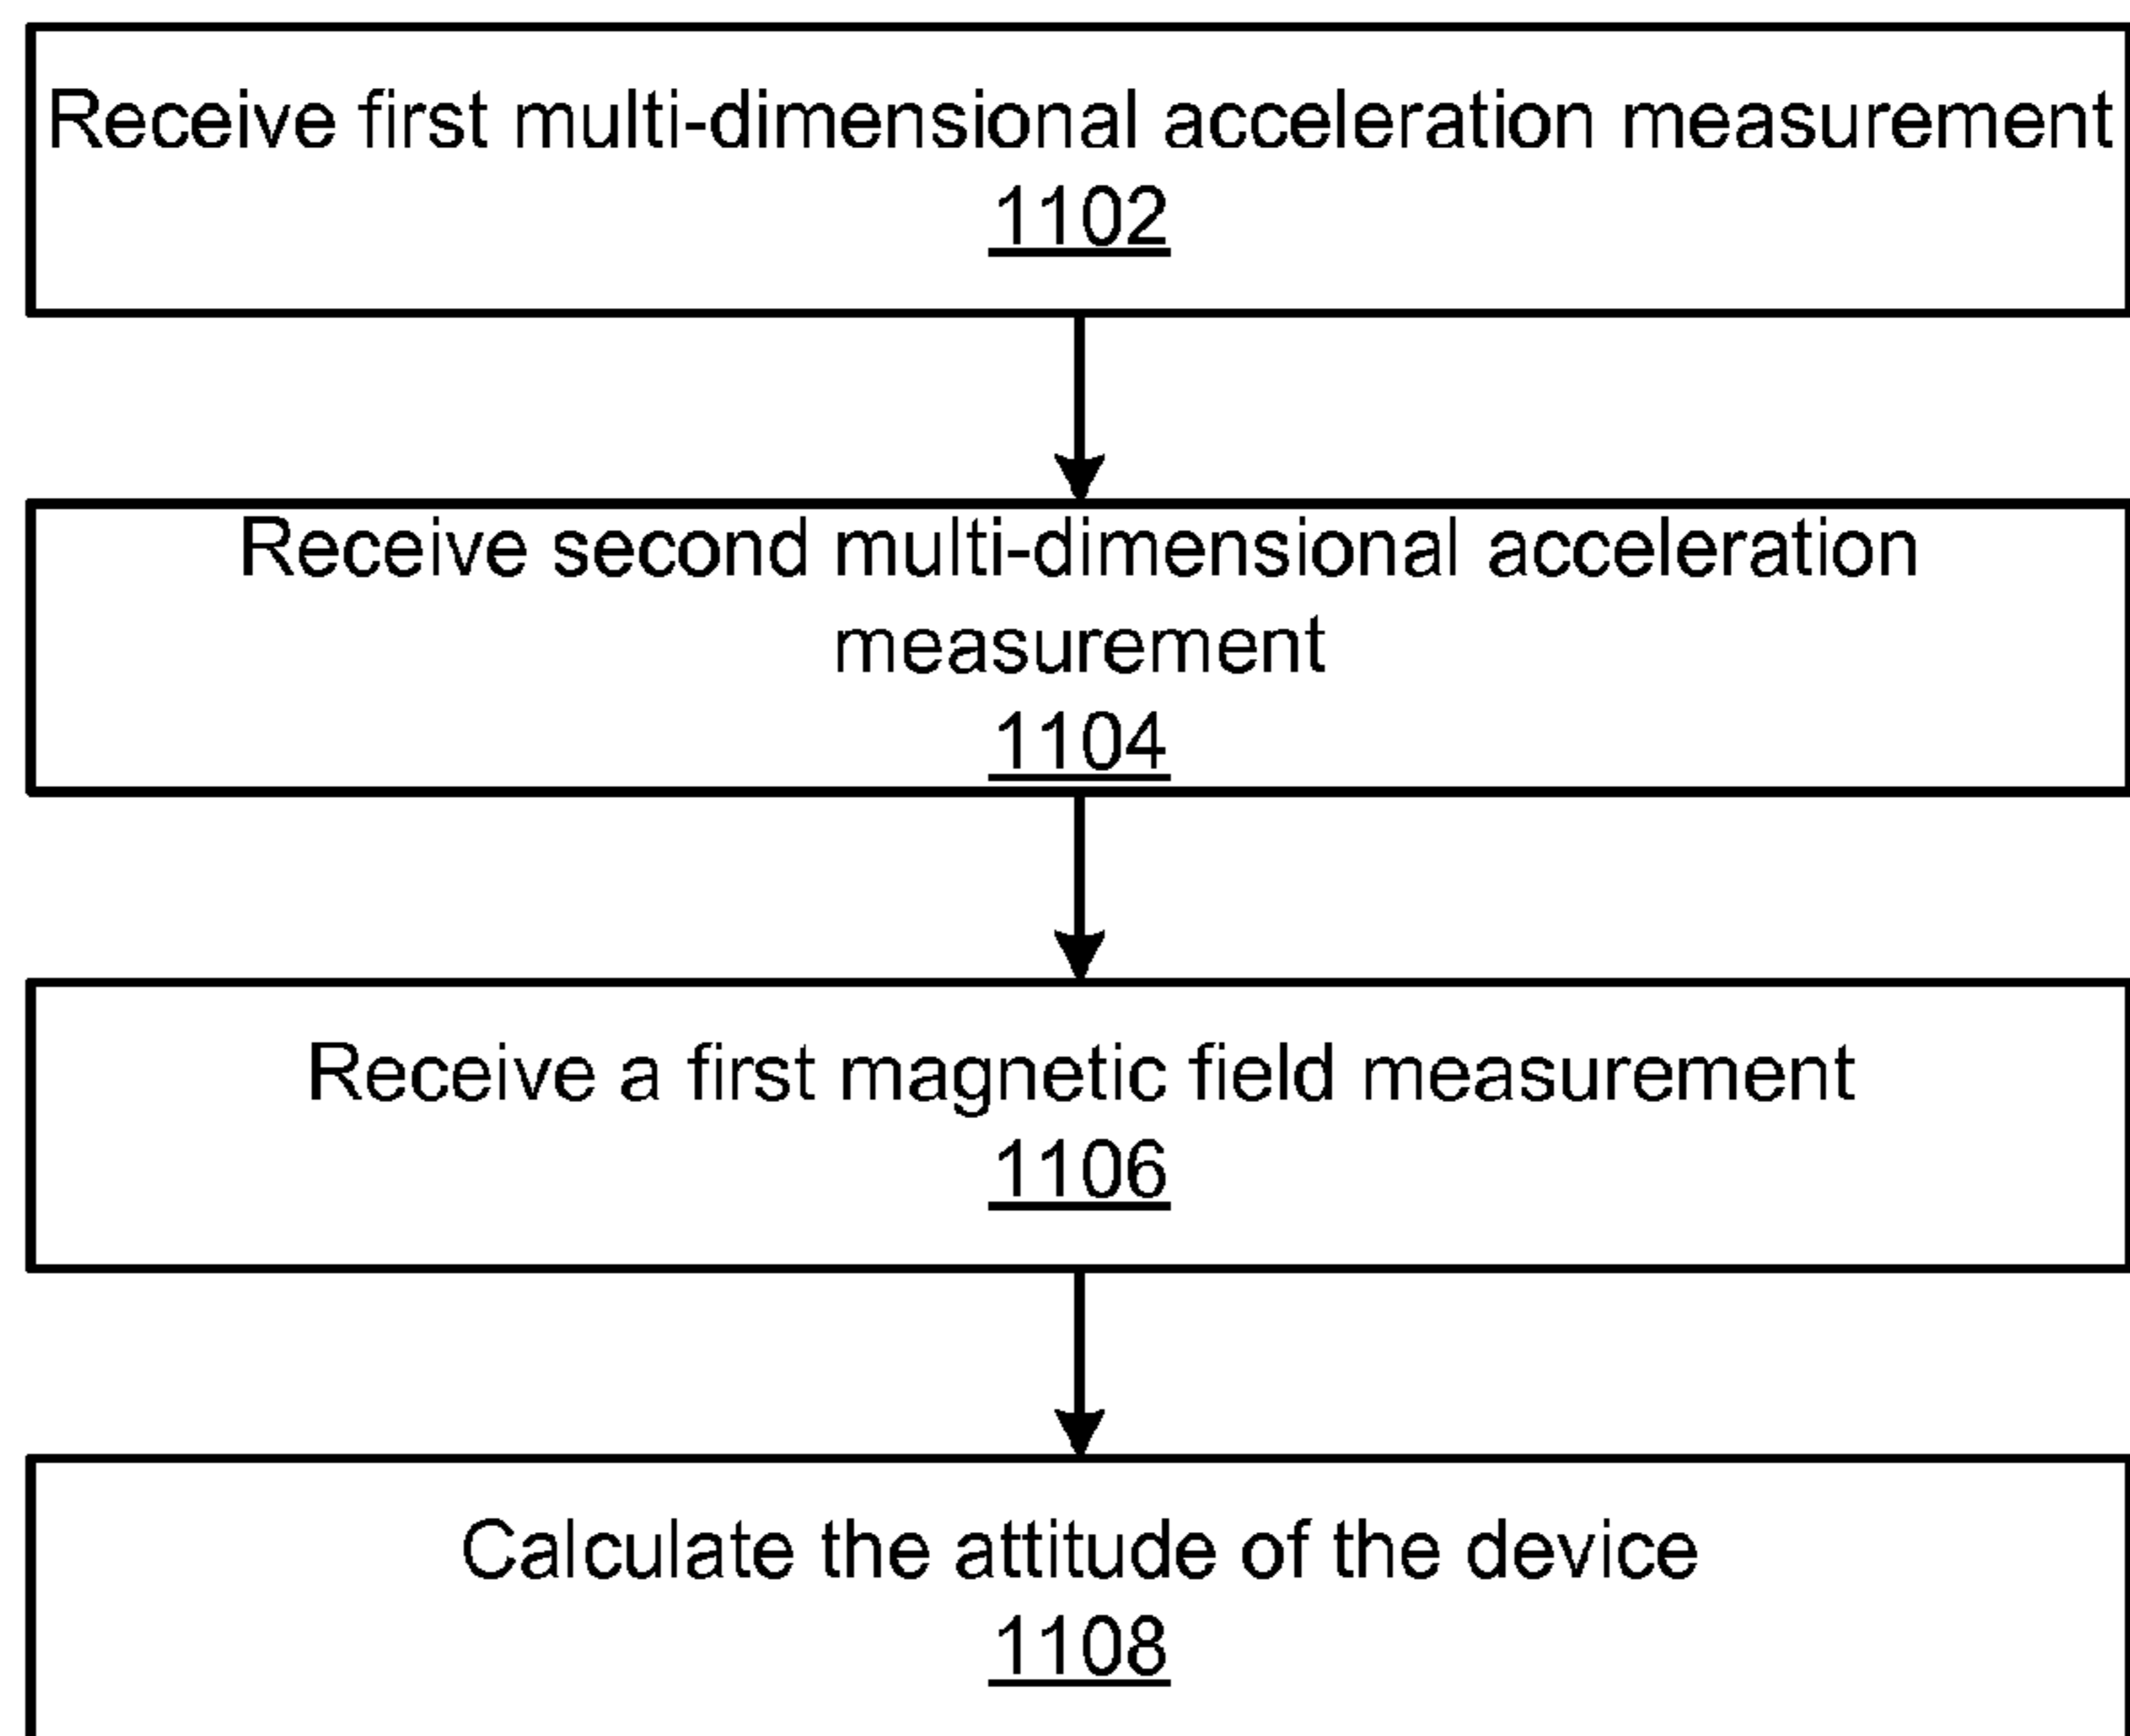 Receive first multi-dimensional acceleration measurement
1102
Receive second multi-dimensional acceleration
measurement
1104
Receive a first magnetic field measurement
1106
Calculate the attitude of the device
1108